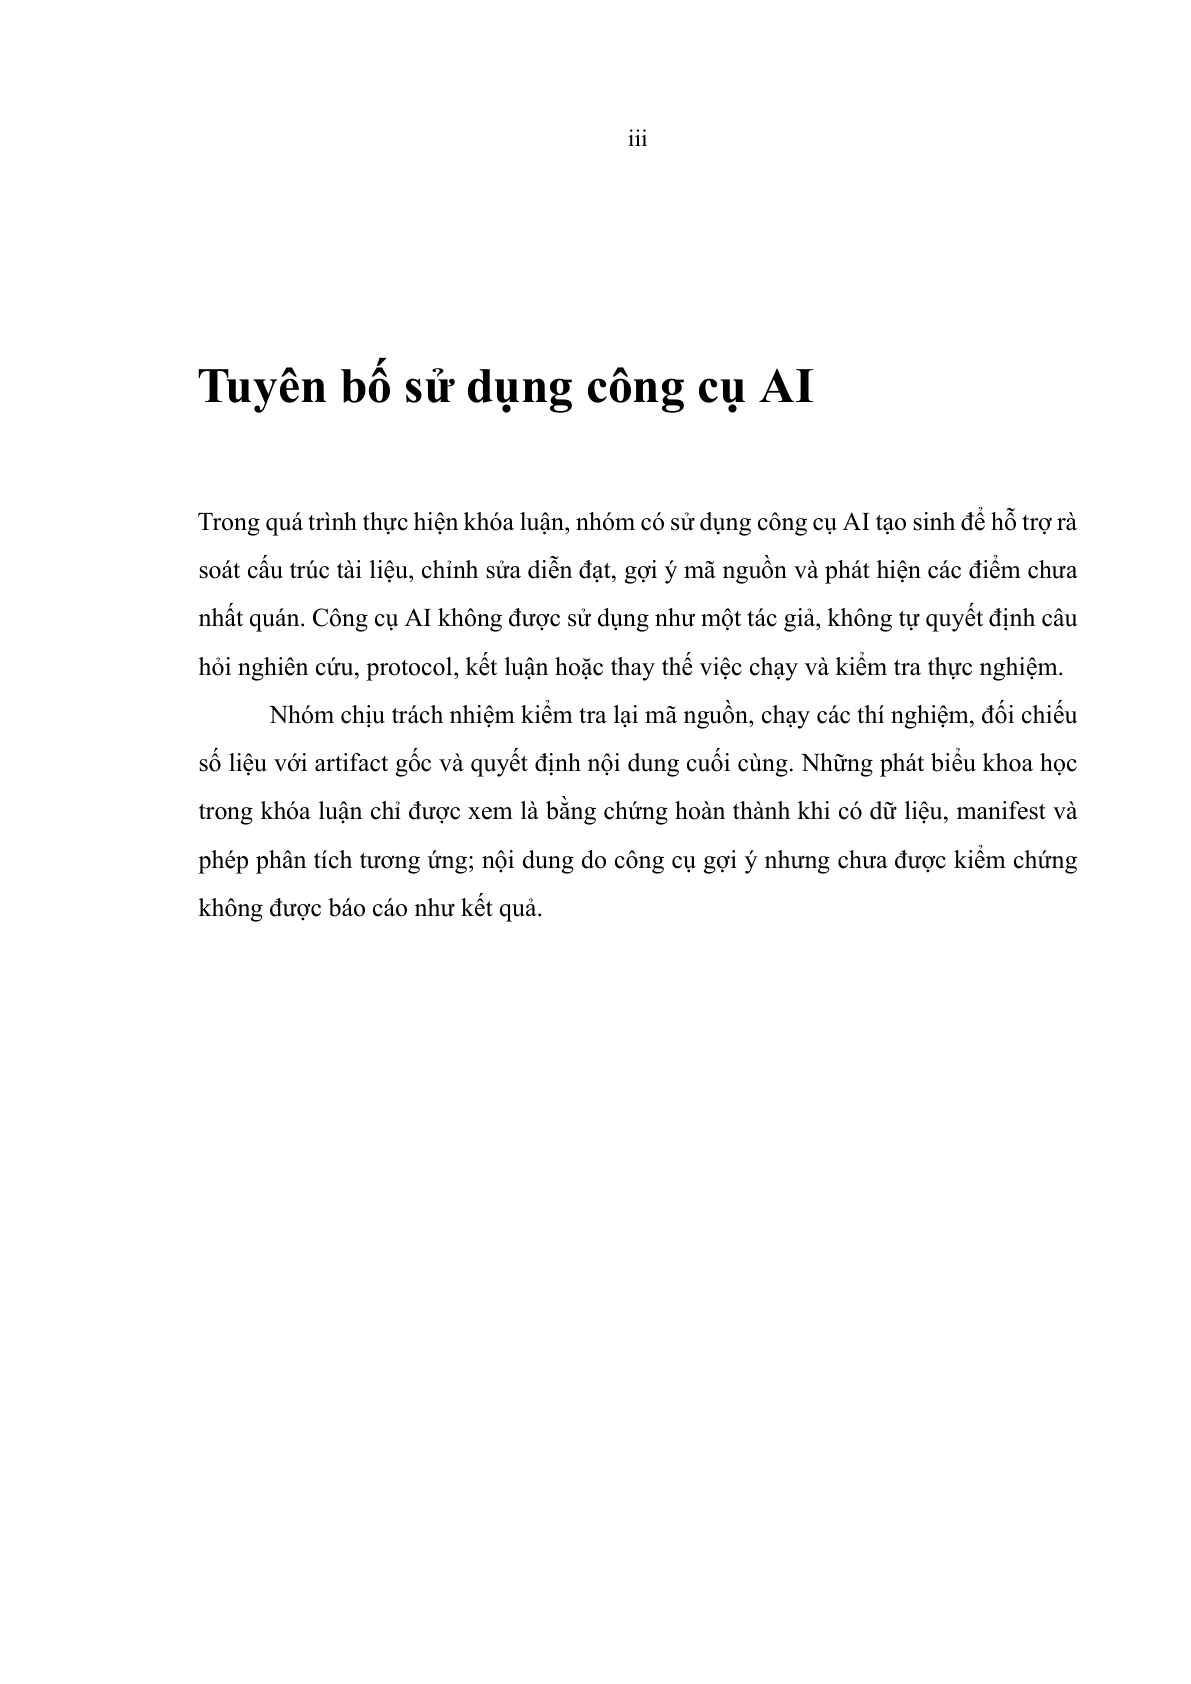 iii
Tuyên bố sử dụng công cụ AI
Trong quá trình thực hiện khóa luận, nhóm có sử dụng công cụ AI tạo sinh để hỗ trợ rà
soát cấu trúc tài liệu, chỉnh sửa diễn đạt, gợi ý mã nguồn và phát hiện các điểm chưa
nhất quán. Công cụ AI không được sử dụng như một tác giả, không tự quyết định câu
hỏi nghiên cứu, protocol, kết luận hoặc thay thế việc chạy và kiểm tra thực nghiệm.
Nhóm chịu trách nhiệm kiểm tra lại mã nguồn, chạy các thí nghiệm, đối chiếu
số liệu với artifact gốc và quyết định nội dung cuối cùng. Những phát biểu khoa học
trong khóa luận chỉ được xem là bằng chứng hoàn thành khi có dữ liệu, manifest và
phép phân tích tương ứng; nội dung do công cụ gợi ý nhưng chưa được kiểm chứng
không được báo cáo như kết quả.